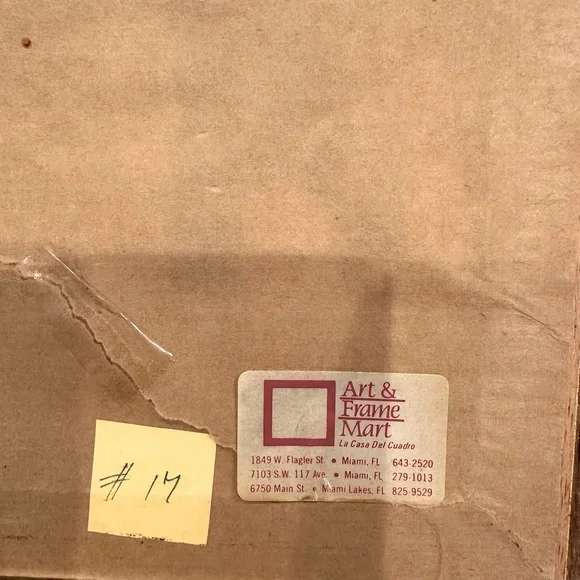 Art &
Frame
Mart
La Casa Del Cuadro
1849 W. Flagler St. • Miami, FL 643-2520
7103 S.W. 117 Ave. • Miami, FL 279-1013
6750 Main St. • Miami Lakes, FL 825-9529
# 17